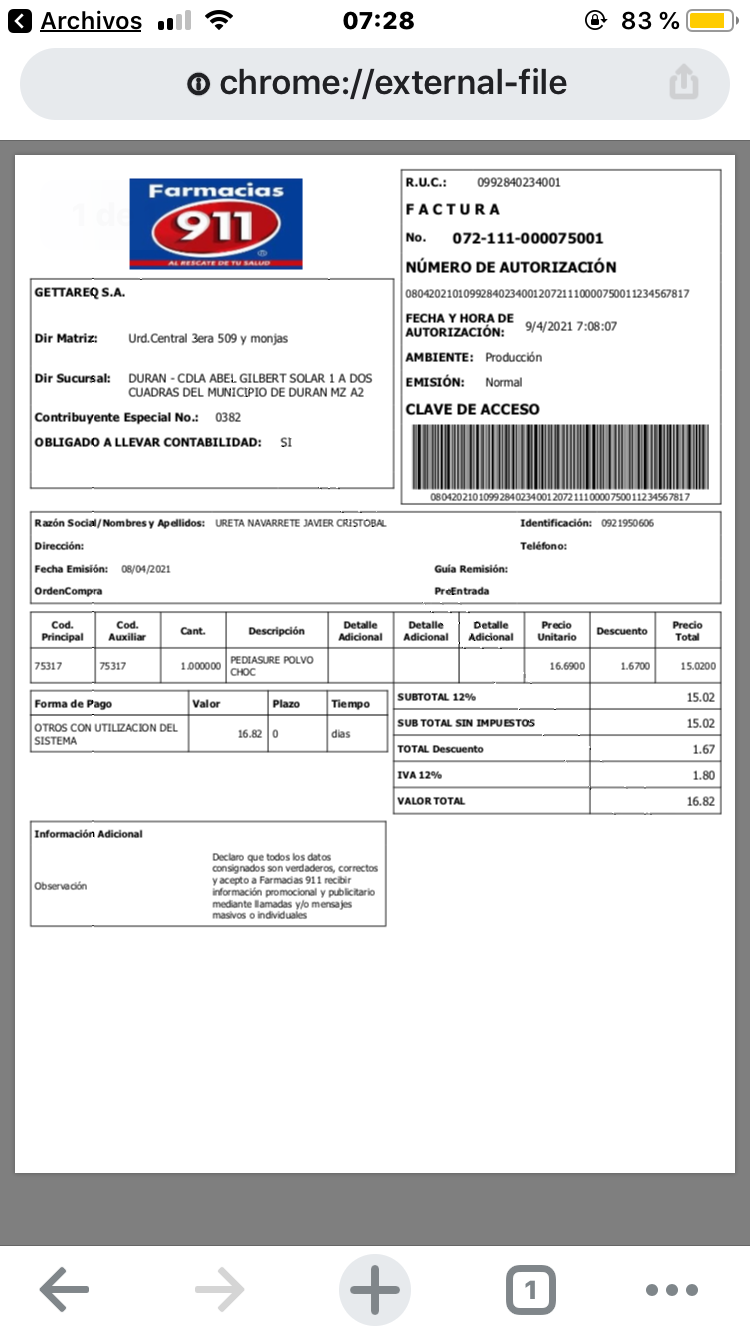 Archivos 07:28 83 %
chrome://external-file
Farmacias
911
®
AL RESCATE DE TU SALUD
R.U.C.: 0992840234001
FACTURA
No. 072-111-000075001
NÚMERO DE AUTORIZACIÓN
0804202101099284023400120721110000750011234567817
FECHA Y HORA DE
AUTORIZACIÓN: 9/4/2021 7:08:07
AMBIENTE: Producción
EMISIÓN: Normal
CLAVE DE ACCESO
0804202101099284023400120721110000750011234567817
GETTAREQ S.A.
Dir Matriz: Urd.Central 3era 509 y monjas
Dir Sucursal: DURAN - CDLA ABEL GILBERT SOLAR 1 A DOS
CUADRAS DEL MUNICIPIO DE DURAN MZ A2
Contribuyente Especial No.: 0382
OBLIGADO A LLEVAR CONTABILIDAD: SI
Razón Social/Nombres y Apellidos: URETA NAVARRETE JAVIER CRISTOBAL Identificación: 0921950606
Dirección: Teléfono:
Fecha Emisión: 08/04/2021 Guía Remisión:
OrdenCompra PreEntrada
Cod. Principal Cod. Auxiliar Cant. Descripción Detalle Adicional Detalle Adicional Detalle Adicional Precio Unitario Descuento Precio Total
75317 75317 1.000000 PEDIASURE POLVO CHOC 16.6900 1.6700 15.0200
Forma de Pago Valor Plazo Tiempo
OTROS CON UTILIZACION DEL SISTEMA 16.82 0 dias
SUBTOTAL 12% 15.02
SUB TOTAL SIN IMPUESTOS 15.02
TOTAL Descuento 1.67
IVA 12% 1.80
VALOR TOTAL 16.82
Información Adicional
Observación
Declaro que todos los datos
consignados son verdaderos, correctos
y acepto a Farmacias 911 recibir
información promocional y publicitario
mediante llamadas y/o mensajes
masivos o individuales
1